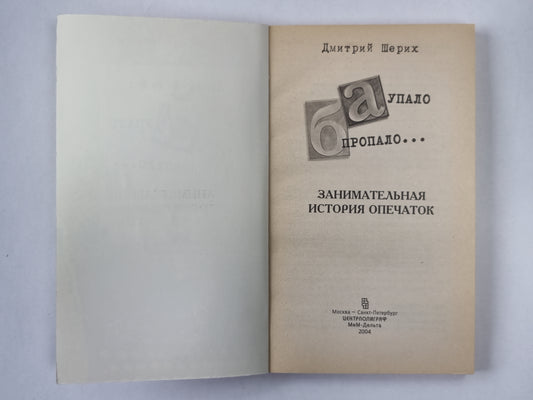 Дмитрий Шерих
а УПАЛО
б ПРОПАЛО...
ЗАНИМАТЕЛЬНАЯ
ИСТОРИЯ ОПЕЧАТОК
Москва – Санкт-Петербург
ЦЕНТРПОЛИГРАФ
МиМ-Дельта
2004